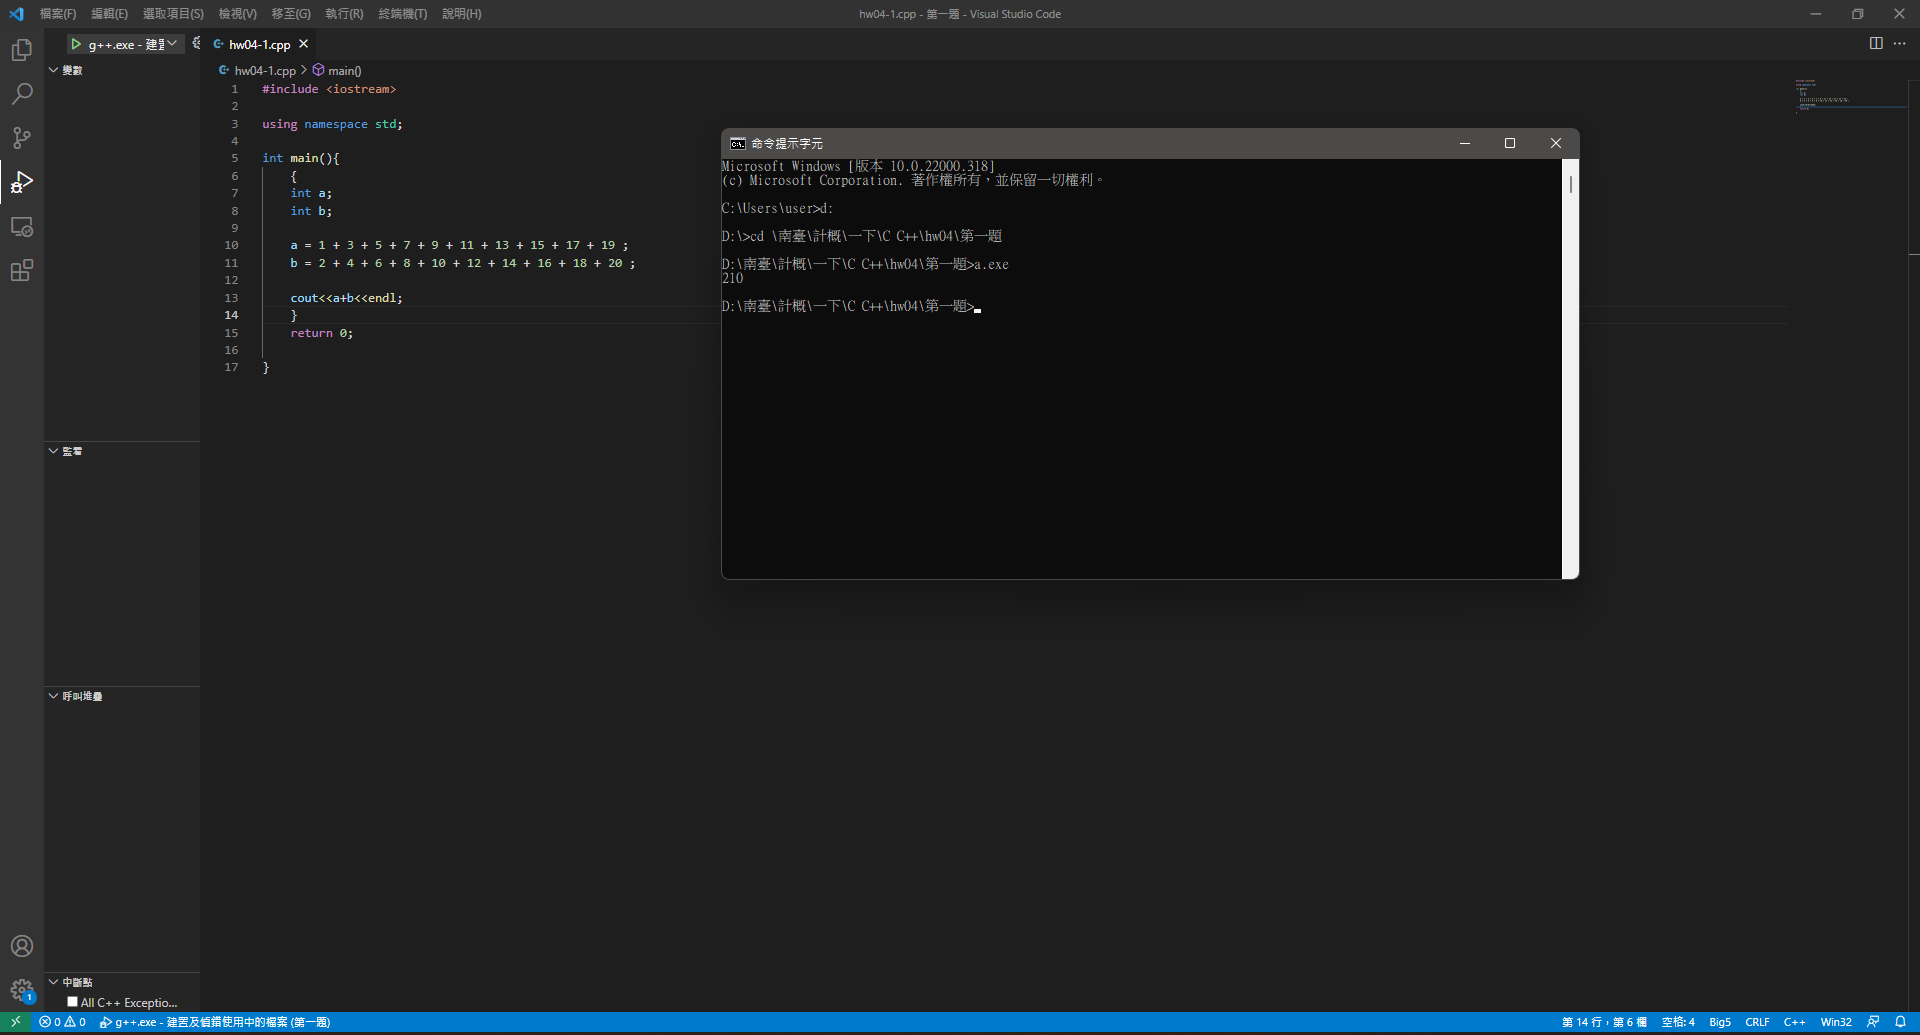 檔案(F) 編輯(E) 選取項目(S) 檢視(V) 移至(G) 執行(R) 終端機(T) 說明(H)
hw04-1.cpp - 第一題 - Visual Studio Code
g++.exe - 建置
hw04-1.cpp
變數
hw04-1.cpp > main()
1 #include <iostream>
2
3 using namespace std;
4
5 int main(){
6 {
7 int a;
8 int b;
9
10 a = 1 + 3 + 5 + 7 + 9 + 11 + 13 + 15 + 17 + 19 ;
11 b = 2 + 4 + 6 + 8 + 10 + 12 + 14 + 16 + 18 + 20 ;
12
13 cout<<a+b<<endl;
14 }
15 return 0;
16
17 }
命令提示字元
Microsoft Windows [版本 10.0.22000.318]
(c) Microsoft Corporation. 著作權所有，並保留一切權利。
C:\Users\user>d:
D:\>cd \南臺\計概\一下\C C++\hw04\第一題
D:\南臺\計概\一下\C C++\hw04\第一題>a.exe
210
D:\南臺\計概\一下\C C++\hw04\第一題>
監看
呼叫堆疊
中斷點
All C++ Exceptio...
1
0 0 g++.exe - 建置及偵錯使用中的檔案 (第一題)
第 14 行，第 6 欄 空格: 4 Big5 CRLF C++ Win32